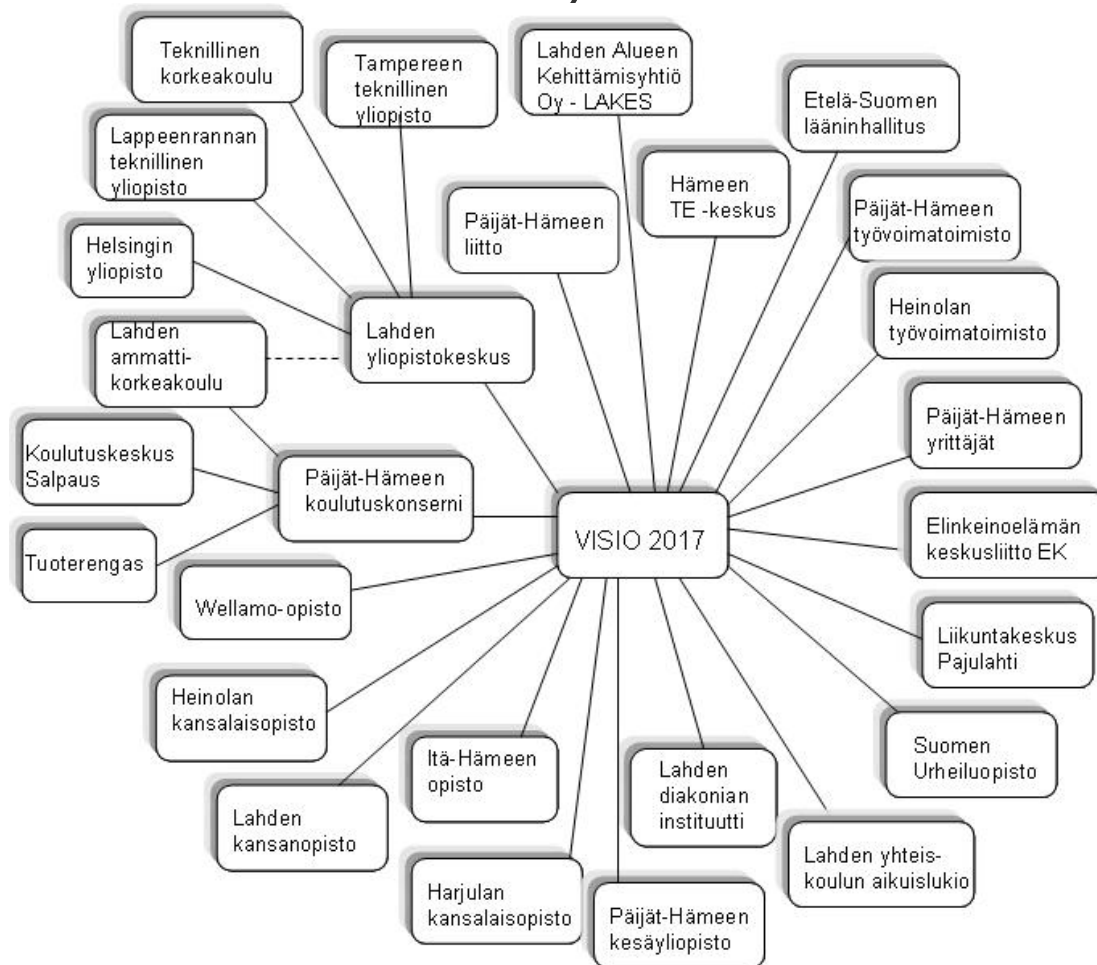 Teknillinen
korkeakoulu
Tampereen
teknillinen
yliopisto
Lahden Alueen
Kehittämisyhtiö
Oy - LAKES
Etelä-Suomen
lääninhallitus
Lappeenrannan
teknillinen
yliopisto
Päijät-Hämeen
liitto
Hämeen
TE -keskus
Päijät-Hämeen
työvoimatoimisto
Helsingin
yliopisto
Heinolan
työvoimatoimisto
Lahden
ammatti-
korkeakoulu
Lahden
yliopistokeskus
Päijät-Hämeen
yrittäjät
Koulutuskeskus
Salpaus
Päijät-Hämeen
koulutuskonserni
VISIO 2017
Elinkeinoelämän
keskusliitto EK
Tuoterengas
Wellamo-opisto
Liikuntakeskus
Pajulahti
Heinolan
kansalaisopisto
Itä-Hämeen
opisto
Lahden
diakonian
instituutti
Suomen
Urheiluopisto
Lahden
kansanopisto
Lahden yhteis-
koulun aikuislukio
Harjulan
kansalaisopisto
Päijät-Hämeen
kesäyliopisto